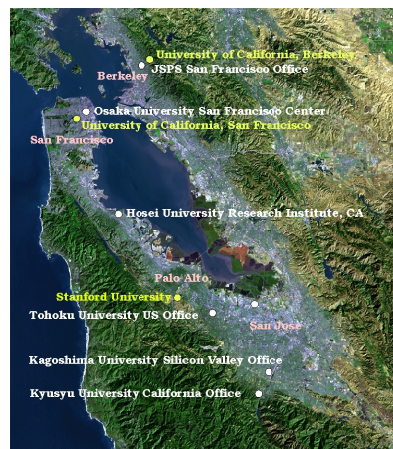 University of California, Berkeley
JSPS San Francisco Office
Berkeley
Osaka University San Francisco Center
University of California, San Francisco
San Francisco
Hosei University Research Institute, CA
Palo Alto
Stanford University
Tohoku University US Office
San Jose
Kagoshima University Silicon Valley Office
Kyusyu University California Office